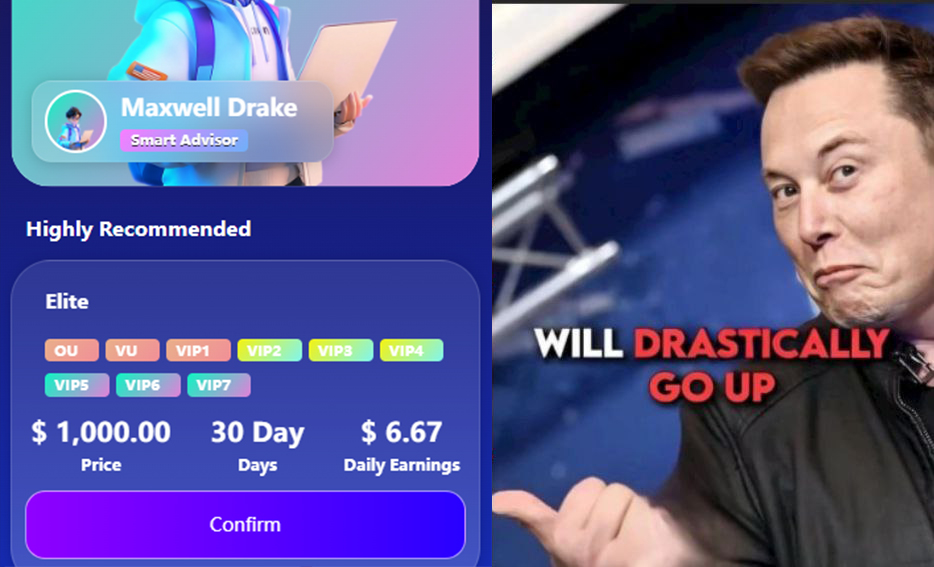 Maxwell Drake
Smart Advisor
Highly Recommended
Elite
OU VU VIP1 VIP2 VIP3 VIP4
VIP5 VIP6 VIP7
$ 1,000.00 30 Day $ 6.67
Price Days Daily Earnings
Confirm
WILL DRASTICALLY
GO UP